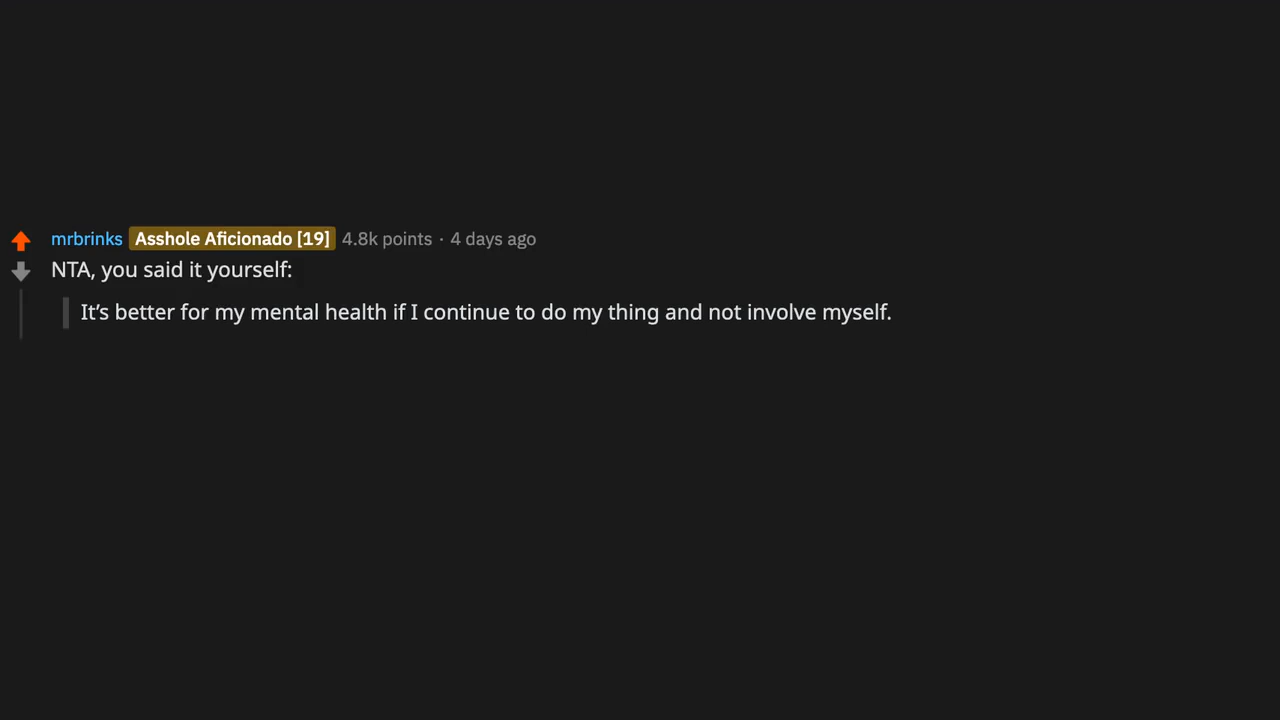 mrbrinks Asshole Aficionado [19] 4.8k points · 4 days ago
NTA, you said it yourself:
It’s better for my mental health if I continue to do my thing and not involve myself.